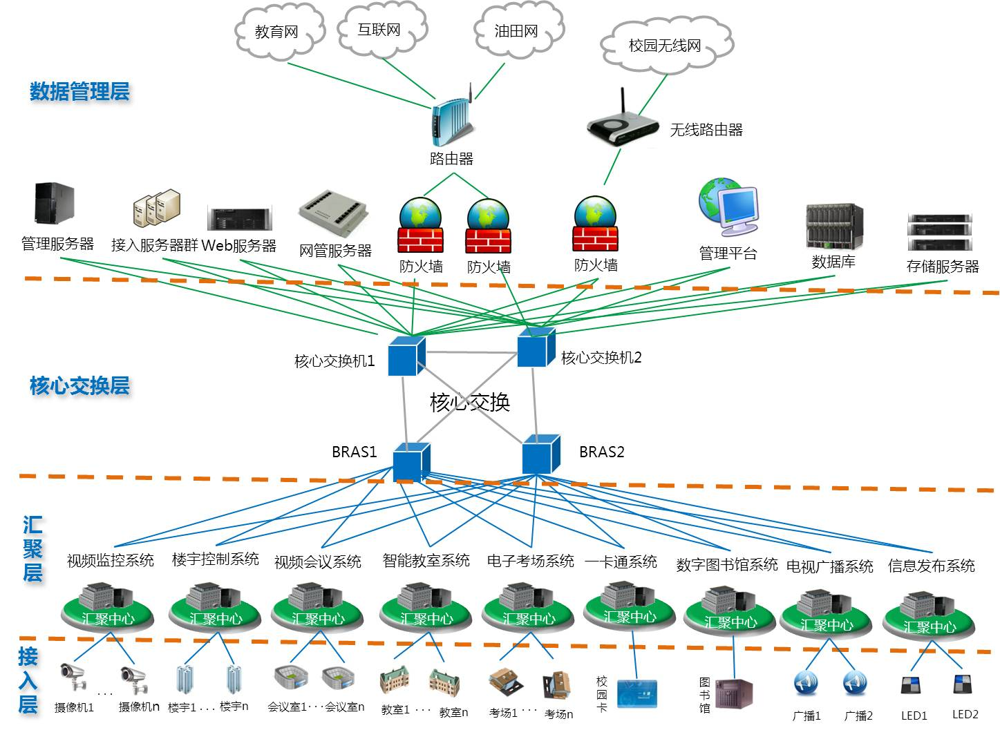 教育网
互联网
油田网
校园无线网
数据管理层
无线路由器
路由器
管理服务器
接入服务器群
Web服务器
网管服务器
防火墙
防火墙
防火墙
管理平台
数据库
存储服务器
核心交换机1
核心交换机2
核心交换层
核心交换
BRAS1
BRAS2
汇聚层
视频监控系统
楼宇控制系统
视频会议系统
智能教室系统
电子考场系统
一卡通系统
数字图书馆系统
电视广播系统
信息发布系统
汇聚中心
汇聚中心
汇聚中心
汇聚中心
汇聚中心
汇聚中心
汇聚中心
汇聚中心
汇聚中心
接入层
摄像机1
...
摄像机n
楼宇1
...
楼宇n
会议室1
...
会议室n
教室1
...
教室n
考场1
...
考场n
校园卡
一卡通
图书馆
广播1
广播2
LED1
LED2